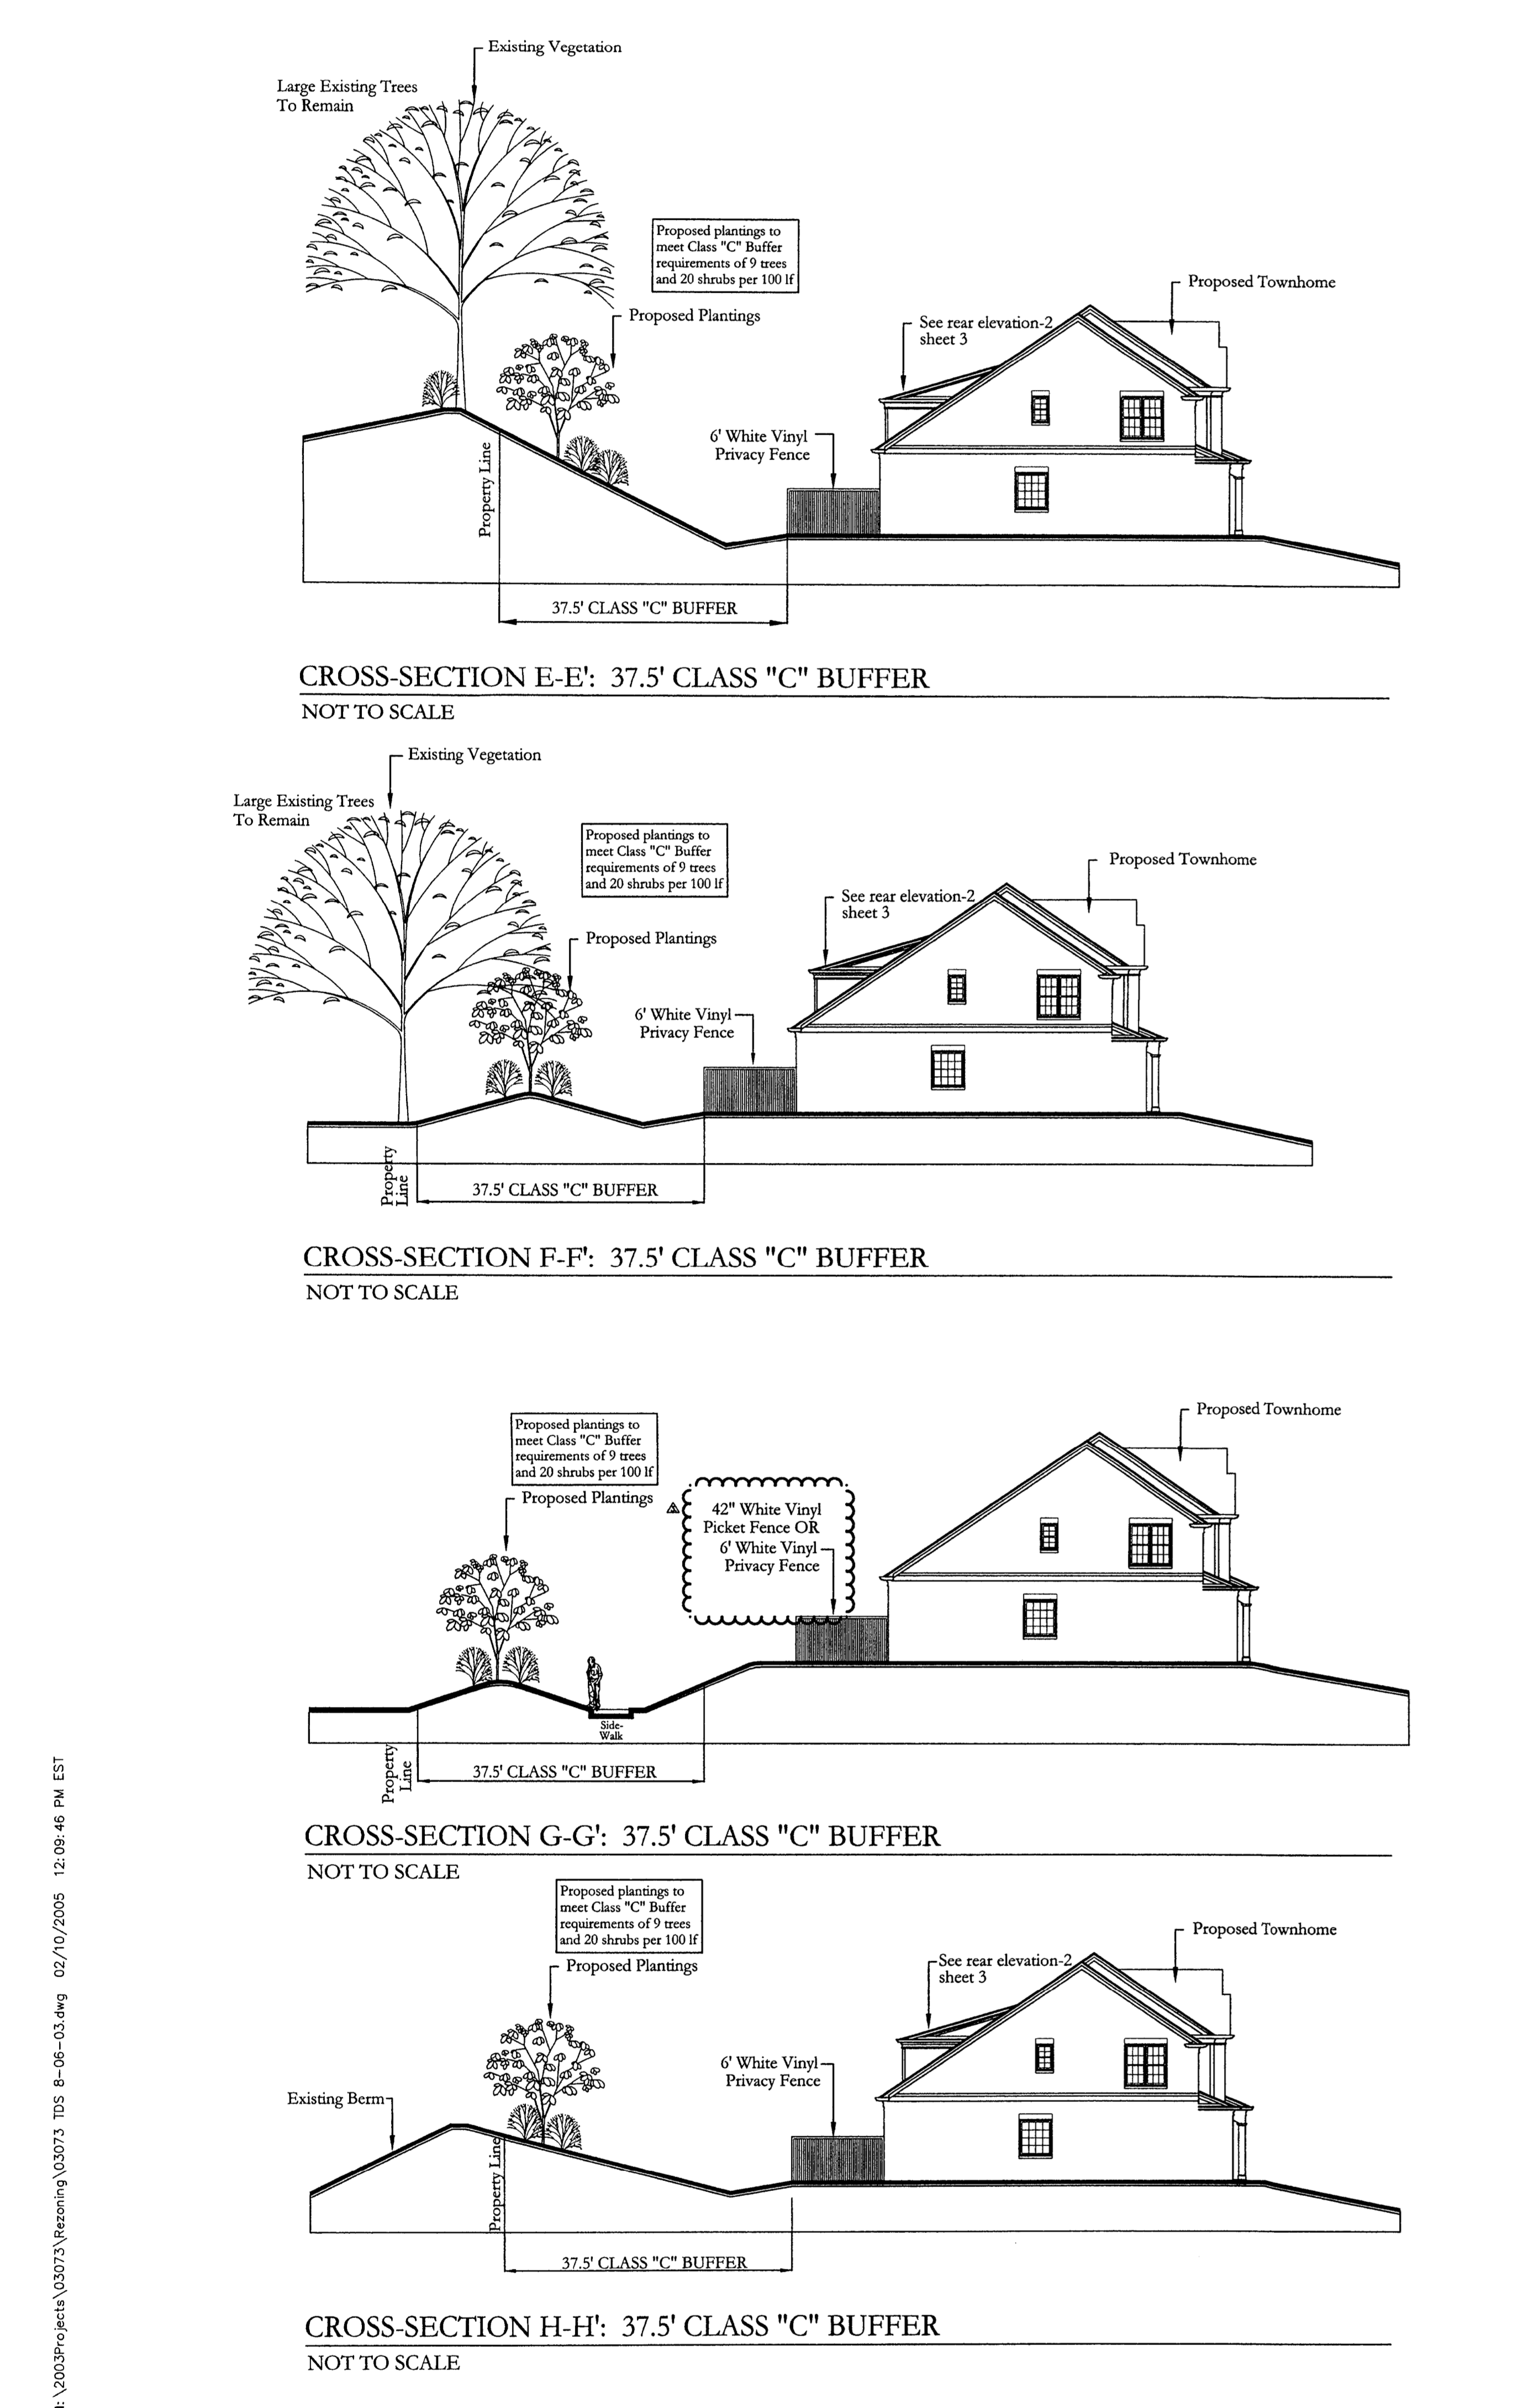 Existing Vegetation
Large Existing Trees
To Remain
Proposed plantings to
meet Class "C" Buffer
requirements of 9 trees
and 20 shrubs per 100 lf
Proposed Plantings
Proposed Townhome
See rear elevation-2
sheet 3
6' White Vinyl
Privacy Fence
Property Line
37.5' CLASS "C" BUFFER
CROSS-SECTION E-E': 37.5' CLASS "C" BUFFER
NOT TO SCALE
Existing Vegetation
Large Existing Trees
To Remain
Proposed plantings to
meet Class "C" Buffer
requirements of 9 trees
and 20 shrubs per 100 lf
Proposed Plantings
Proposed Townhome
See rear elevation-2
sheet 3
6' White Vinyl
Privacy Fence
Property
Line
37.5' CLASS "C" BUFFER
CROSS-SECTION F-F': 37.5' CLASS "C" BUFFER
NOT TO SCALE
Proposed plantings to
meet Class "C" Buffer
requirements of 9 trees
and 20 shrubs per 100 lf
Proposed Plantings
Proposed Townhome
42" White Vinyl
Picket Fence OR
6' White Vinyl
Privacy Fence
Side-
Walk
Property
Line
37.5' CLASS "C" BUFFER
CROSS-SECTION G-G': 37.5' CLASS "C" BUFFER
NOT TO SCALE
Proposed plantings to
meet Class "C" Buffer
requirements of 9 trees
and 20 shrubs per 100 lf
Proposed Plantings
Proposed Townhome
See rear elevation-2
sheet 3
6' White Vinyl
Privacy Fence
Existing Berm
Property Line
37.5' CLASS "C" BUFFER
CROSS-SECTION H-H': 37.5' CLASS "C" BUFFER
NOT TO SCALE
:\2003Projects\03073\Rezoning\03073 TDS 8-06-03.dwg 02/10/2005 12:09:46 PM EST